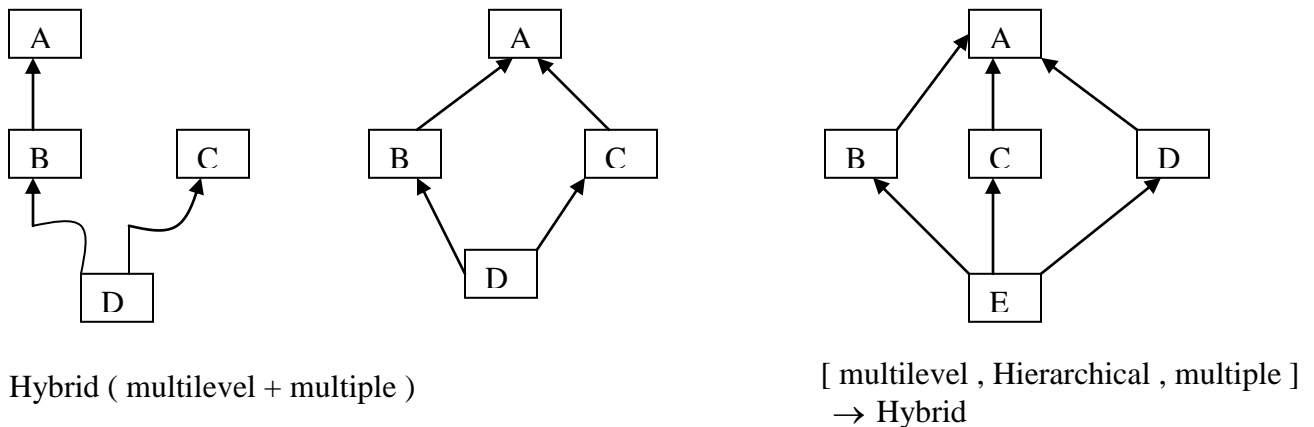 A
A
A
B
C
B
C
B
C
D
D
D
E
Hybrid ( multilevel + multiple )
[ multilevel , Hierarchical , multiple ]
→ Hybrid